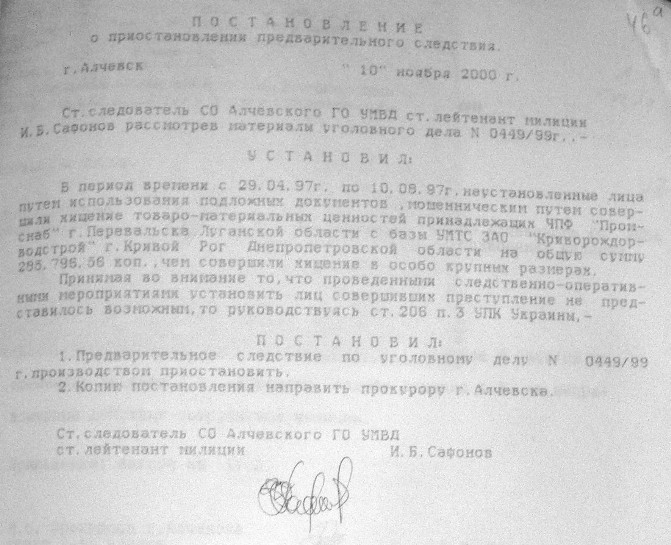 46а
П О С Т А Н О В Л Е Н И Е
о приостановлении предварительного следствия.
г.Алчевск "10" ноября 2000 г.
Ст.следователь СО Алчевского ГО УМВД ст.лейтенант милиции
И.Б.Сафонов рассмотрев материалы уголовного дела N 0449/99г..-
У С Т А Н О В И Л:
В период времени с 29.04.97г. по 10.08.97г.неустановленные лица
путем использования подложных документов ,мошенническим путем совер-
шили хищение товаро-материальных ценностей принадлежащих ЧПФ "Пром-
снаб" г.Перевальска Луганской области с базы УМТС ЗАО "Криворождор-
водстрой" г.Кривой Рог Днепропетровской области на общую сумму
295.796.56 коп.,чем совершили хищение в особо крупных размерах.
Принимая во внимание то,что проведенными следственно-оператив-
ными мероприятиями установить лиц совершивших преступление не пред-
ставилось возможным,то руководствуясь ст.206 п.3 УПК Украины,-
П О С Т А Н О В И Л:
1.Предварительное следствие по уголовному делу N 0449/99
г.производством приостановить.
2.Копию постановления направить прокурору г.Алчевска
Ст.следователь СО Алчевского ГО УМВД
ст.лейтенант милиции И.Б.Сафонов